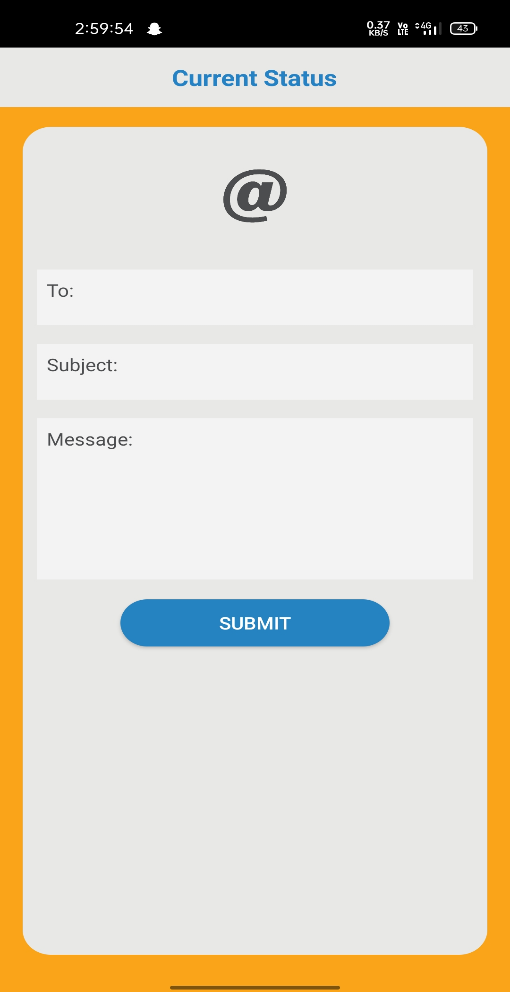 2:59:54 0.37 KB/S Vo LTE 4G 43
Current Status
@
To:
Subject:
Message:
SUBMIT